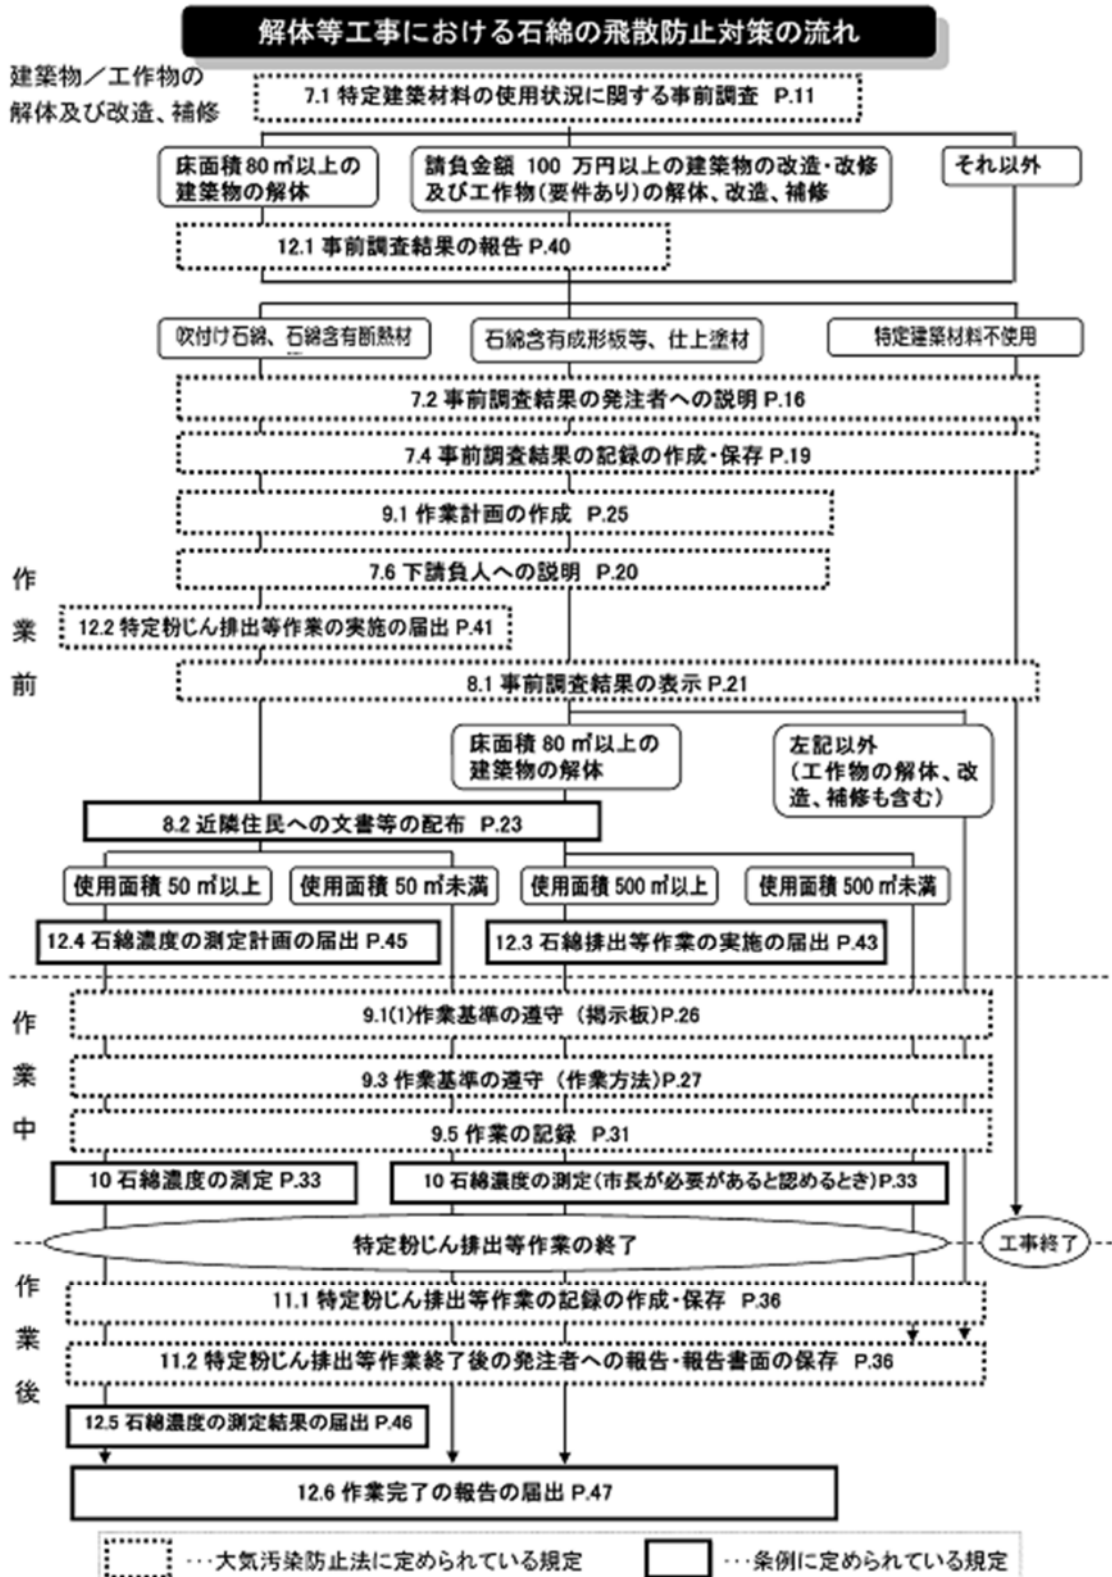 解体等工事における石綿の飛散防止対策の流れ
建築物／工作物の
解体及び改造、補修
7.1 特定建築材料の使用状況に関する事前調査 P.11
床面積 80 ㎡以上の
建築物の解体
請負金額 100 万円以上の建築物の改造・改修
及び工作物（要件あり）の解体、改造、補修
それ以外
12.1 事前調査結果の報告 P.40
吹付け石綿、石綿含有断熱材
石綿含有成形板等、仕上塗材
特定建築材料不使用
7.2 事前調査結果の発注者への説明 P.16
7.4 事前調査結果の記録の作成・保存 P.19
9.1 作業計画の作成 P.25
7.6 下請負人への説明 P.20
12.2 特定粉じん排出等作業の実施の届出 P.41
8.1 事前調査結果の表示 P.21
作業前
床面積 80 ㎡以上の
建築物の解体
左記以外
（工作物の解体、改
造、補修も含む）
8.2 近隣住民への文書等の配布 P.23
使用面積 50 ㎡以上
使用面積 50 ㎡未満
使用面積 500 ㎡以上
使用面積 500 ㎡未満
12.4 石綿濃度の測定計画の届出 P.45
12.3 石綿排出等作業の実施の届出 P.43
作業中
9.1(1)作業基準の遵守（掲示板）P.26
9.3 作業基準の遵守（作業方法）P.27
9.5 作業の記録 P.31
10 石綿濃度の測定 P.33
10 石綿濃度の測定（市長が必要があると認めるとき）P.33
特定粉じん排出等作業の終了
工事終了
作業後
11.1 特定粉じん排出等作業の記録の作成・保存 P.36
11.2 特定粉じん排出等作業終了後の発注者への報告・報告書面の保存 P.36
12.5 石綿濃度の測定結果の届出 P.46
12.6 作業完了の報告の届出 P.47
…大気汚染防止法に定められている規定
…条例に定められている規定